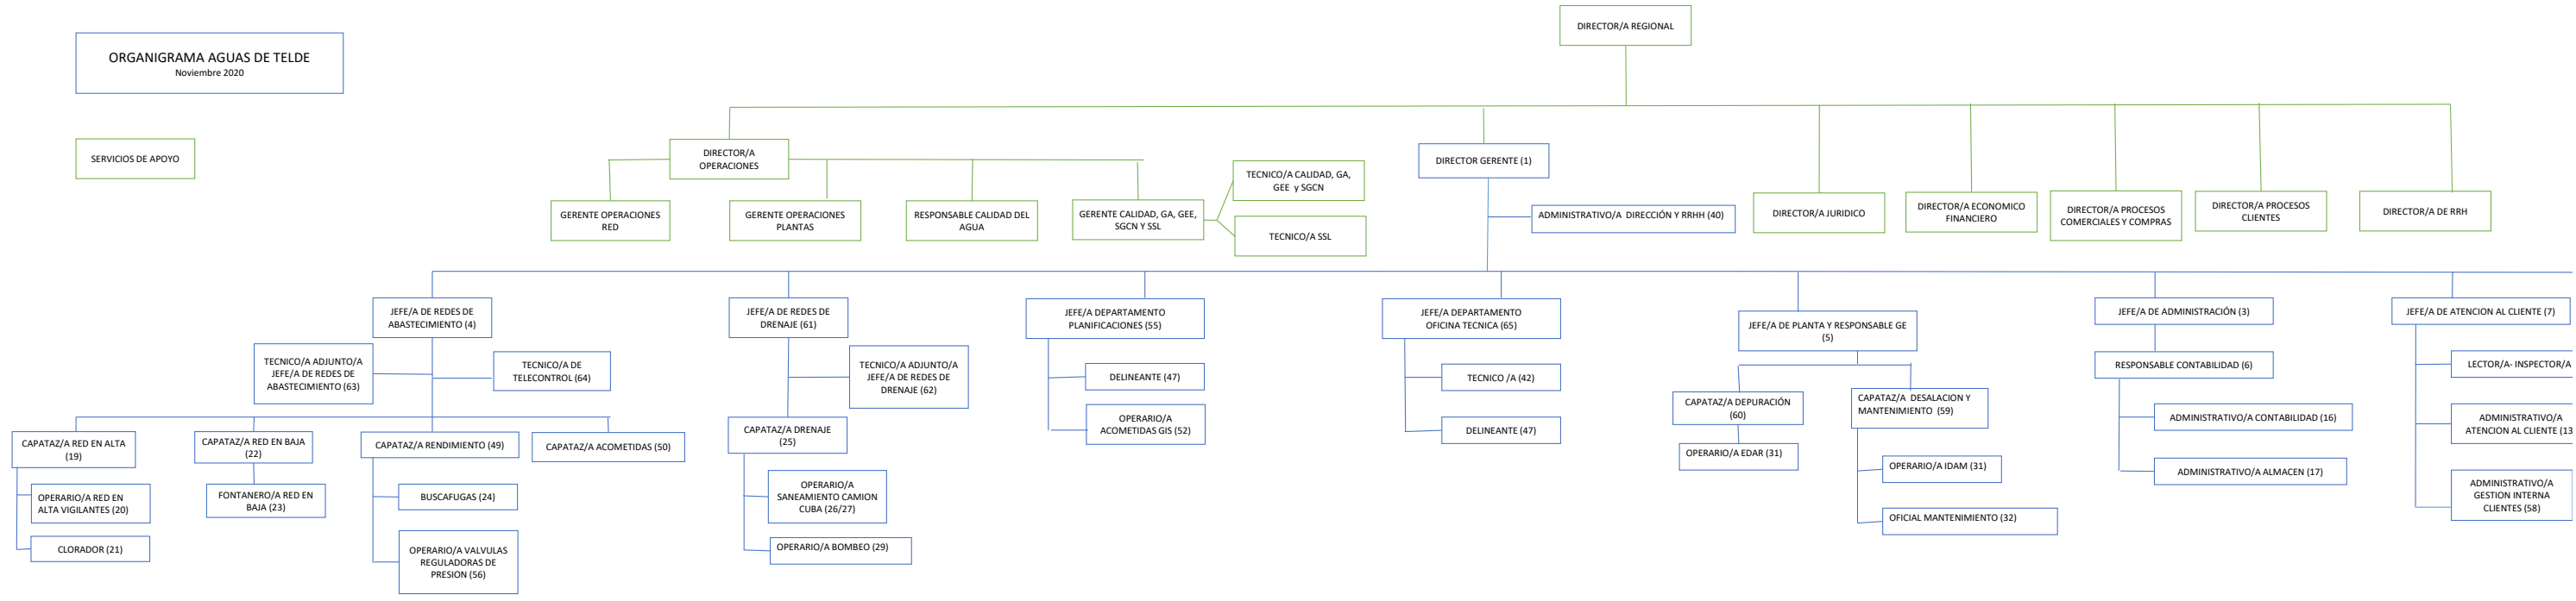 DIRECTOR/A REGIONAL
ORGANIGRAMA AGUAS DE TELDE
Noviembre 2020
SERVICIOS DE APOYO
DIRECTOR/A
OPERACIONES
DIRECTOR GERENTE (1)
TECNICO/A CALIDAD, GA,
GEE y SGCN
GERENTE OPERACIONES
RED
GERENTE OPERACIONES
PLANTAS
RESPONSABLE CALIDAD DEL
AGUA
GERENTE CALIDAD, GA, GEE,
SGCN Y SSL
TECNICO/A SSL
ADMINISTRATIVO/A DIRECCIÓN Y RRHH (40)
DIRECTOR/A JURIDICO
DIRECTOR/A ECONOMICO
FINANCIERO
DIRECTOR/A PROCESOS
COMERCIALES Y COMPRAS
DIRECTOR/A PROCESOS
CLIENTES
DIRECTOR/A DE RRH
JEFE/A DE REDES DE
ABASTECIMIENTO (4)
JEFE/A DE REDES DE
DRENAJE (61)
JEFE/A DEPARTAMENTO
PLANIFICACIONES (55)
JEFE/A DEPARTAMENTO
OFICINA TECNICA (65)
JEFE/A DE PLANTA Y RESPONSABLE GE
(5)
JEFE/A DE ADMINISTRACIÓN (3)
JEFE/A DE ATENCION AL CLIENTE (7)
TECNICO/A ADJUNTO/A
JEFE/A DE REDES DE
ABASTECIMIENTO (63)
TECNICO/A DE
TELECONTROL (64)
TECNICO/A ADJUNTO/A
JEFE/A DE REDES DE
DRENAJE (62)
DELINEANTE (47)
TECNICO /A (42)
RESPONSABLE CONTABILIDAD (6)
LECTOR/A- INSPECTOR/A
CAPATAZ/A RED EN ALTA
(19)
CAPATAZ/A RED EN BAJA
(22)
CAPATAZ/A RENDIMIENTO (49)
CAPATAZ/A ACOMETIDAS (50)
CAPATAZ/A DRENAJE
(25)
OPERARIO/A
ACOMETIDAS GIS (52)
DELINEANTE (47)
CAPATAZ/A DEPURACIÓN
(60)
CAPATAZ/A DESALACION Y
MANTENIMIENTO (59)
ADMINISTRATIVO/A CONTABILIDAD (16)
ADMINISTRATIVO/A
ATENCION AL CLIENTE (13
OPERARIO/A RED EN
ALTA VIGILANTES (20)
FONTANERO/A RED EN
BAJA (23)
BUSCAFUGAS (24)
OPERARIO/A
SANEAMIENTO CAMION
CUBA (26/27)
OPERARIO/A EDAR (31)
OPERARIO/A IDAM (31)
ADMINISTRATIVO/A ALMACEN (17)
ADMINISTRATIVO/A
GESTION INTERNA
CLIENTES (58)
CLORADOR (21)
OPERARIO/A VALVULAS
REGULADORAS DE
PRESION (56)
OPERARIO/A BOMBEO (29)
OFICIAL MANTENIMIENTO (32)